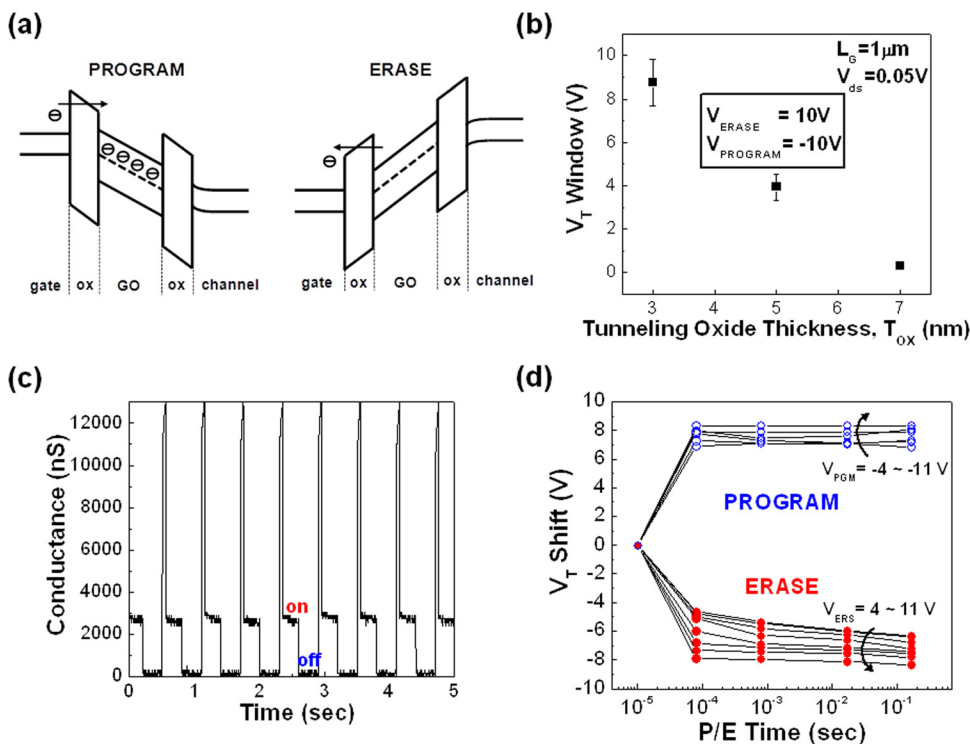 (a)
PROGRAM
ERASE
gate ox GO ox channel
gate ox GO ox channel
(b)
V_T Window (V)
10
8
6
4
2
0
L_G=1μm
V_ds=0.05V
V_ERASE = 10V
V_PROGRAM = -10V
3 4 5 6 7
Tunneling Oxide Thickness, T_ox (nm)
(c)
Conductance (nS)
12000
10000
8000
6000
4000
2000
0
on
off
0 1 2 3 4 5
Time (sec)
(d)
V_T Shift (V)
10
8
6
4
2
0
-2
-4
-6
-8
-10
V_PGM= -4 ~ -11 V
PROGRAM
ERASE
V_ERS= 4 ~ 11 V
10^-5 10^-4 10^-3 10^-2 10^-1
P/E Time (sec)